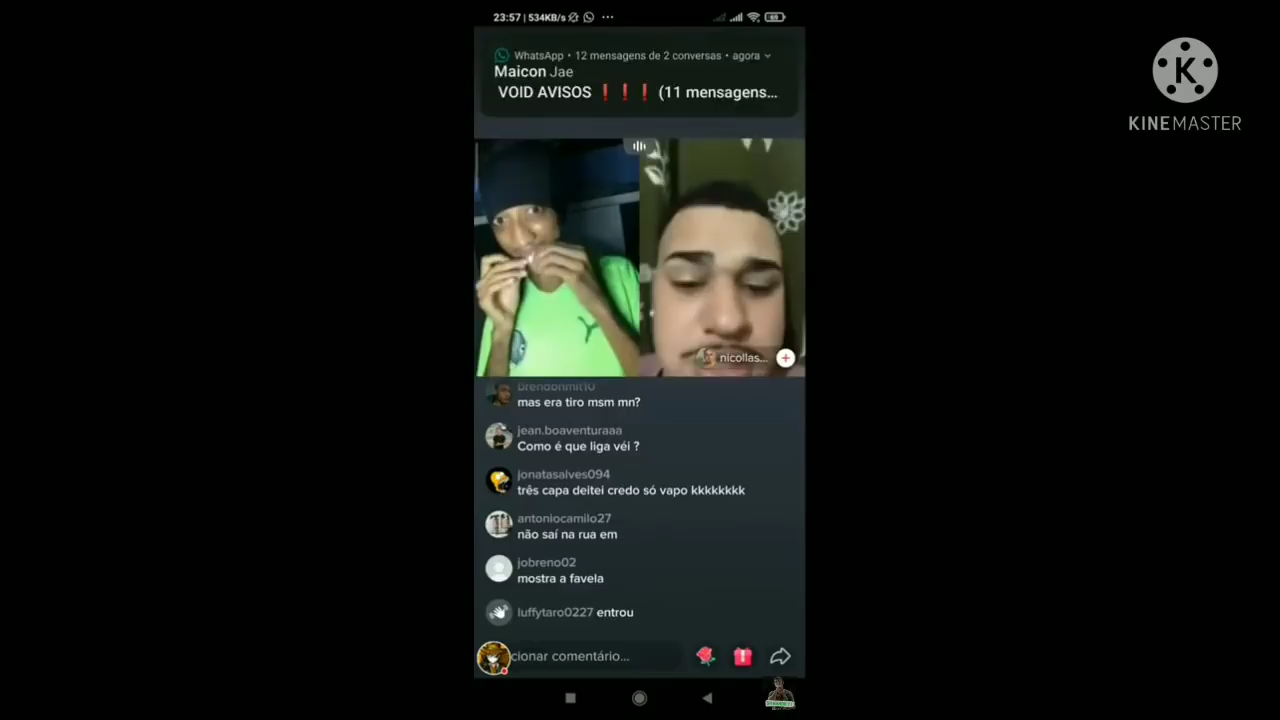 23:57 | 534KB/s
69
WhatsApp • 12 mensagens de 2 conversas • agora
Maicon Jae
VOID AVISOS ❗❗❗ (11 mensagens...
KINEMASTER
nicollas...
brendonmit10
mas era tiro msm mn?
jean.boaventuraaa
Como é que liga véi ?
jonatasalves094
três capa deitei credo só vapo kkkkkkkk
antoniocamilo27
não saí na rua em
jobreno02
mostra a favela
luffytaro0227 entrou
cionar comentário...